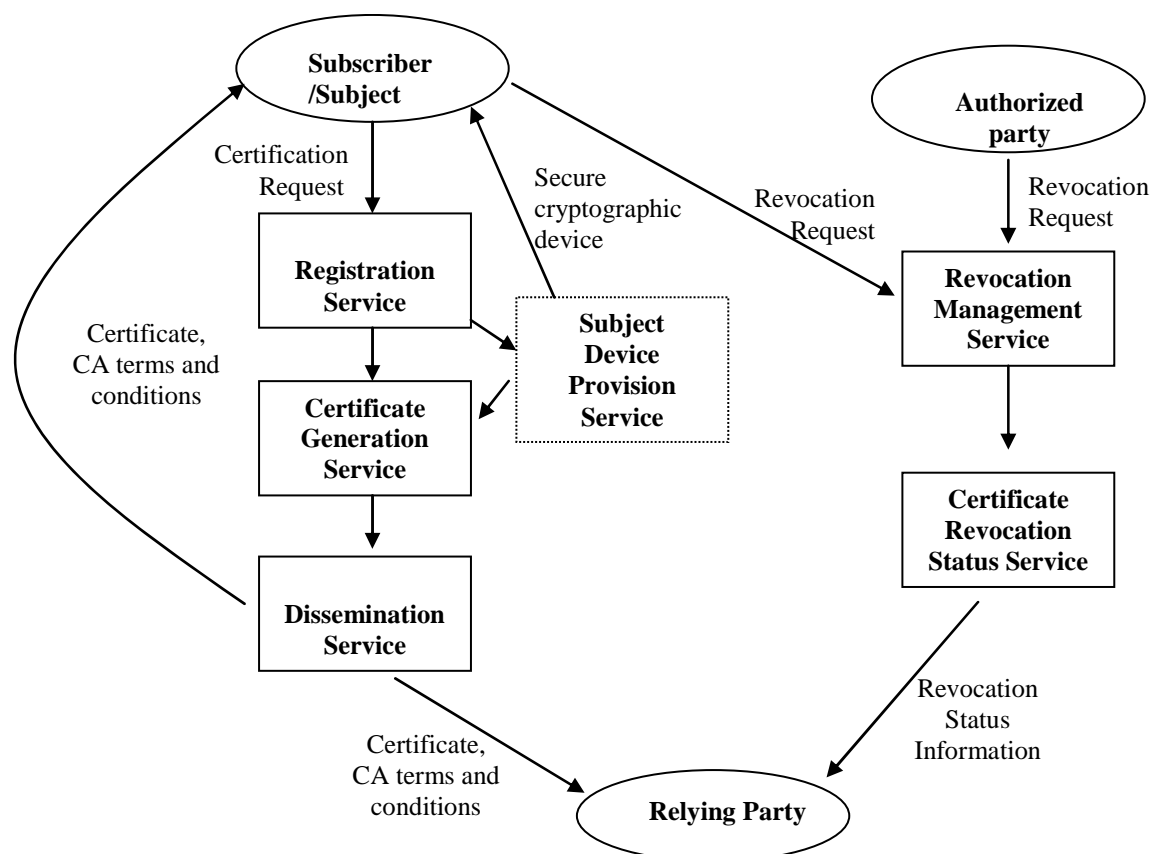 Subscriber
/Subject
Authorized
party
Certification
Request
Secure
cryptographic
device
Revocation
Request
Revocation
Request
Registration
Service
Subject
Device
Provision
Service
Revocation
Management
Service
Certificate,
CA terms and
conditions
Certificate
Generation
Service
Certificate
Revocation
Status Service
Dissemination
Service
Revocation
Status
Information
Certificate,
CA terms and
conditions
Relying Party